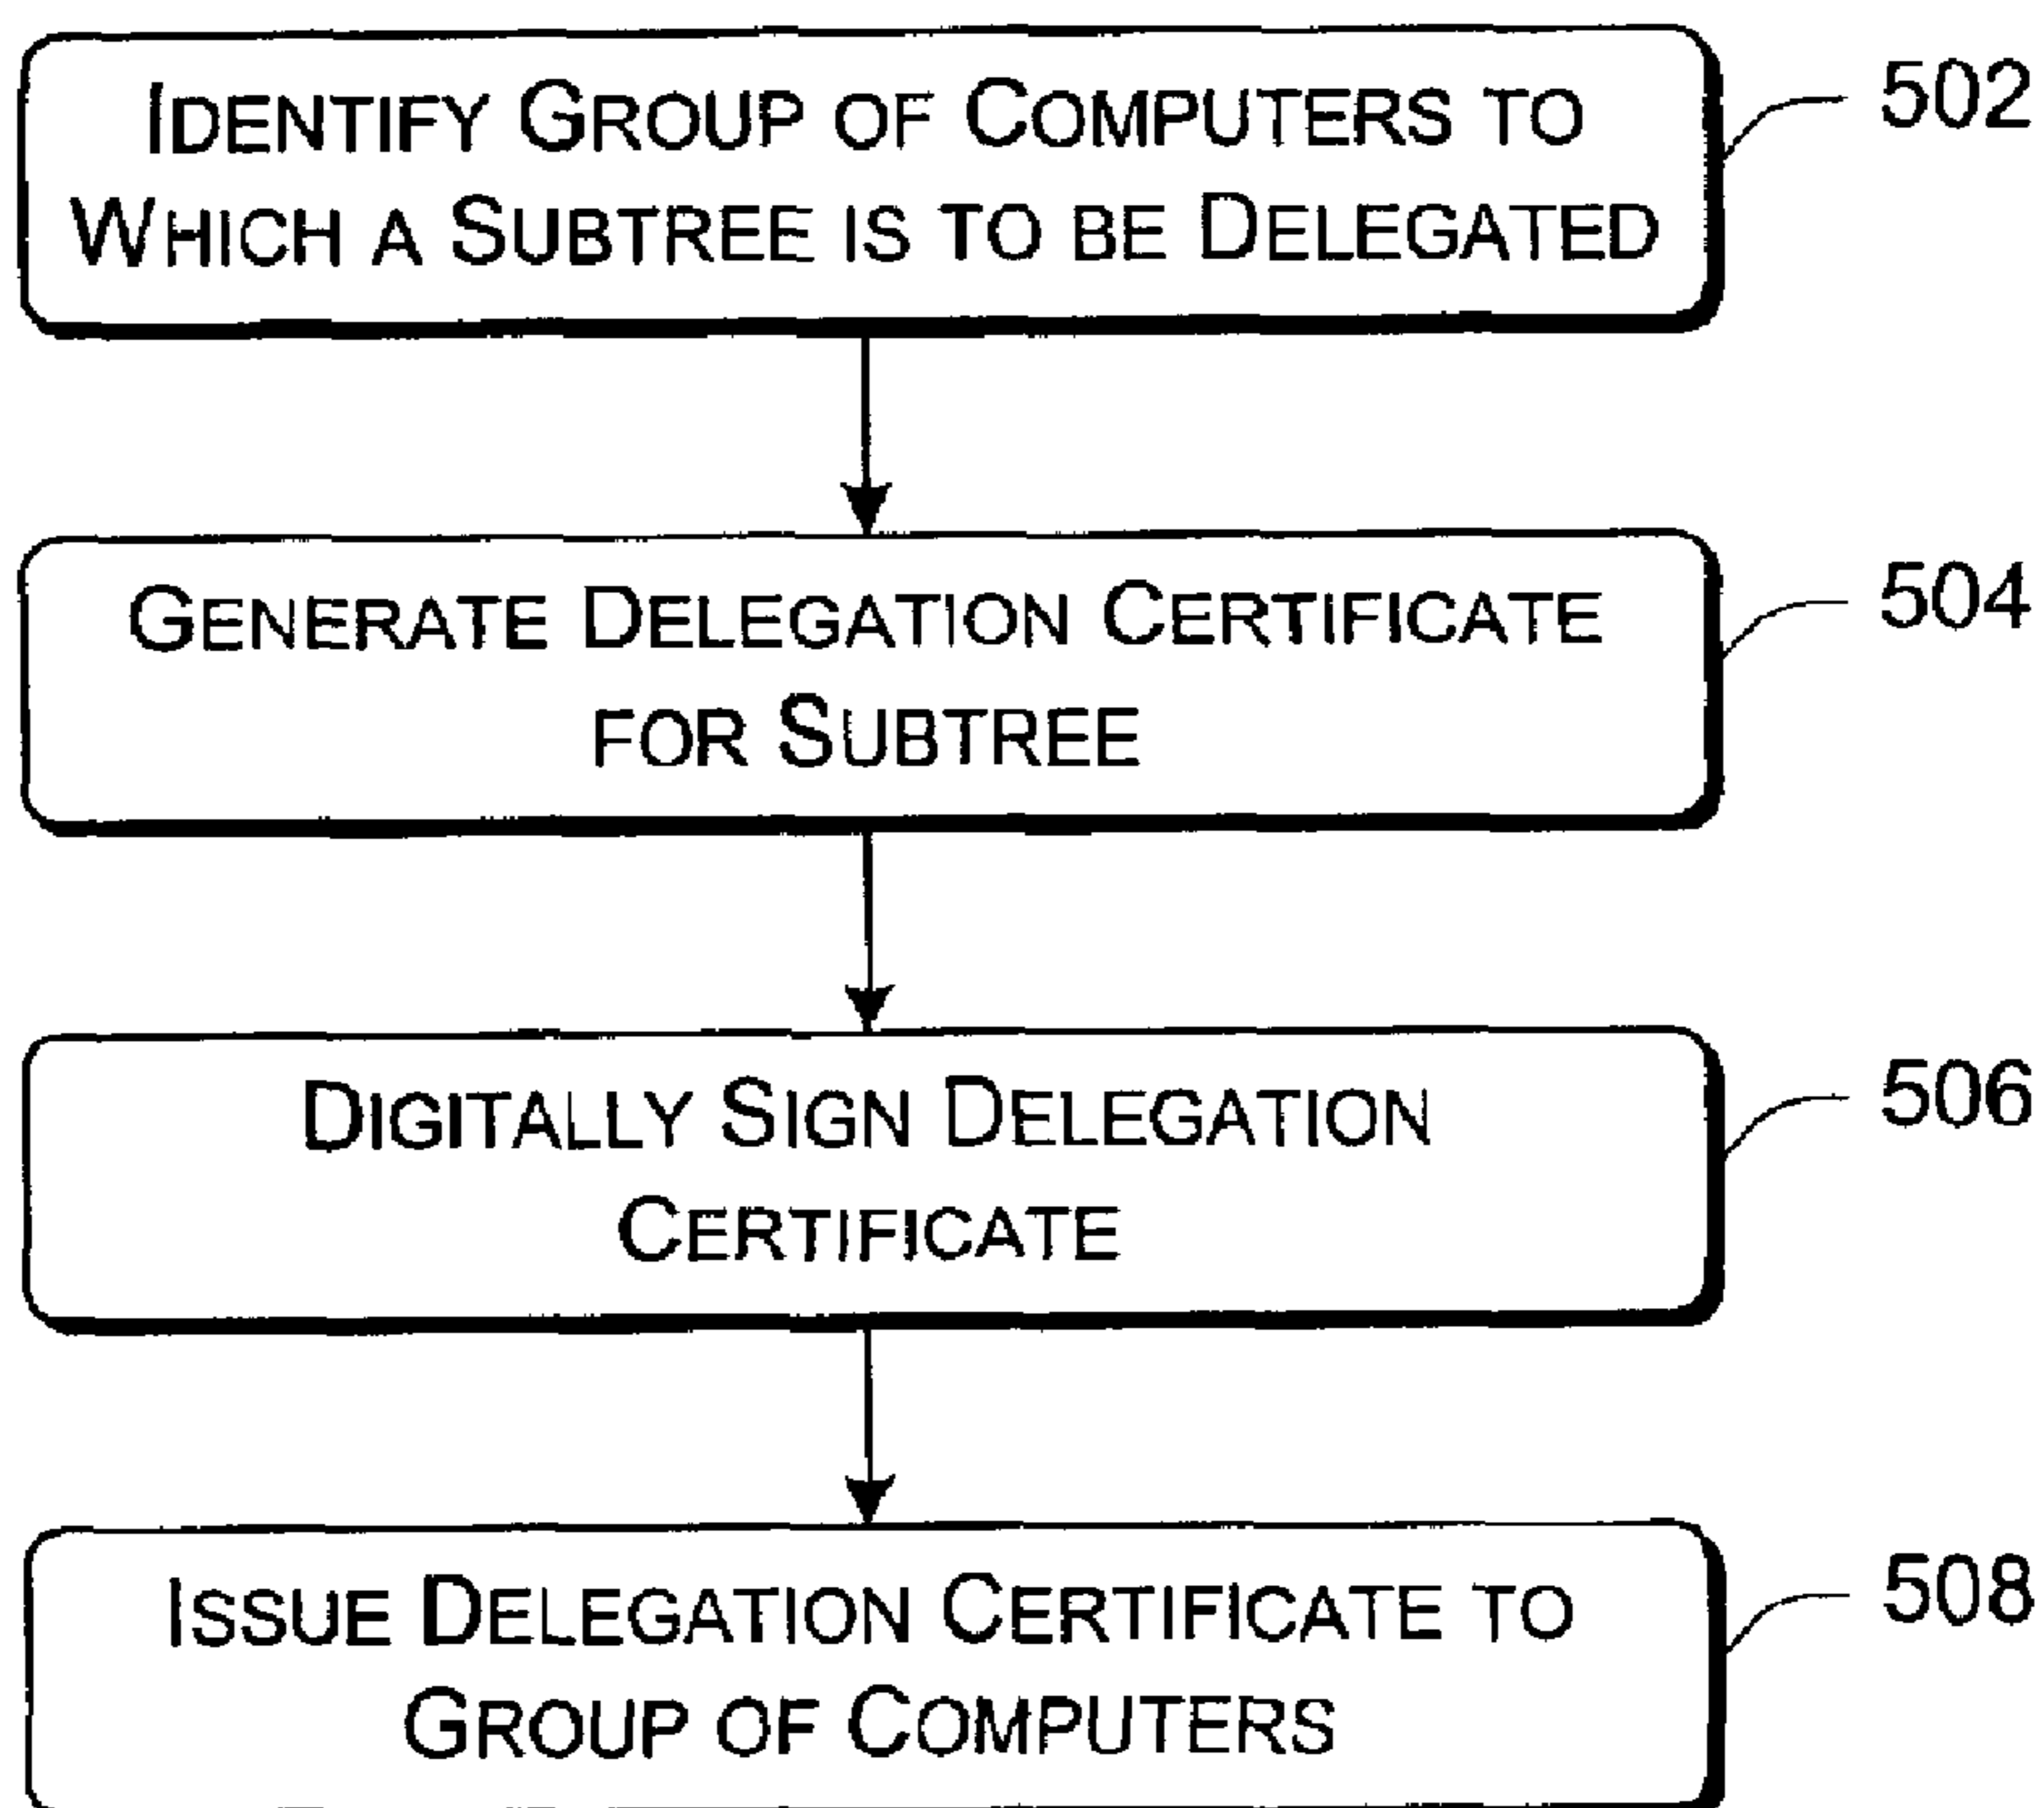 IDENTIFY GROUP OF COMPUTERS TO
WHICH A SUBTREE IS TO BE DELEGATED
502
GENERATE DELEGATION CERTIFICATE
FOR SUBTREE
504
DIGITALLY SIGN DELEGATION
CERTIFICATE
506
ISSUE DELEGATION CERTIFICATE TO
GROUP OF COMPUTERS
508